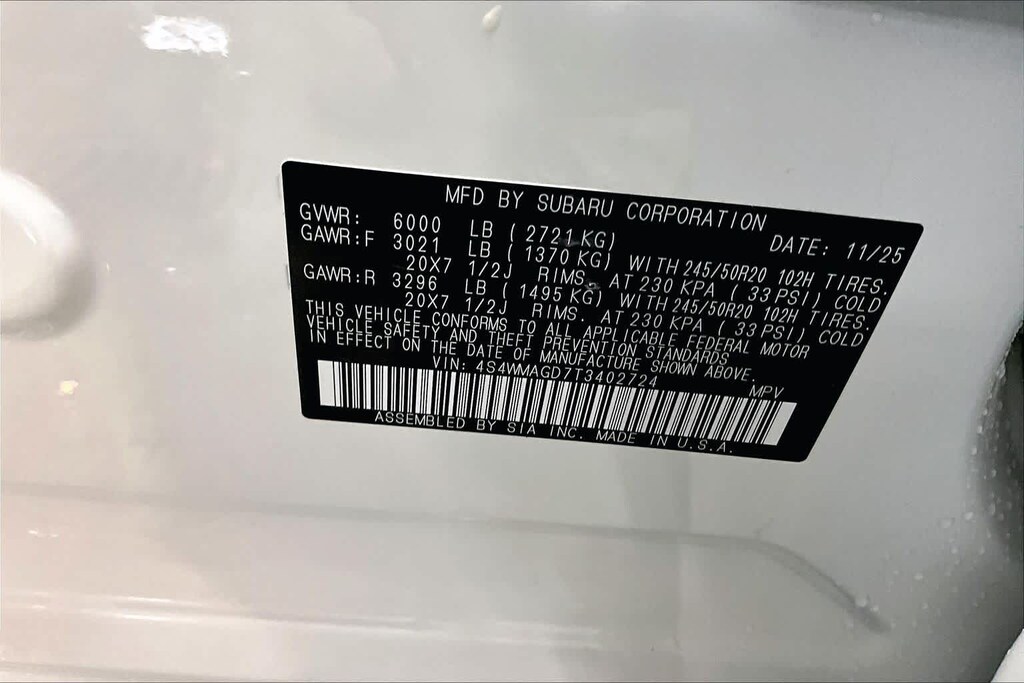 MFD BY SUBARU CORPORATION
DATE: 11/25
GVWR: 6000 LB ( 2721 KG)
GAWR:F 3021 LB ( 1370 KG) WITH 245/50R20 102H TIRES.
20X7 1/2J RIMS. AT 230 KPA ( 33 PSI) COLD
GAWR:R 3296 LB ( 1495 KG) WITH 245/50R20 102H TIRES.
20X7 1/2J RIMS. AT 230 KPA ( 33 PSI) COLD
THIS VEHICLE CONFORMS TO ALL APPLICABLE FEDERAL MOTOR
VEHICLE SAFETY AND THEFT PREVENTION STANDARDS
IN EFFECT ON THE DATE OF MANUFACTURE SHOWN ABOVE.
VIN: 4S4WMAGD7T3402724 MPV
ASSEMBLED BY SIA INC. MADE IN U.S.A.